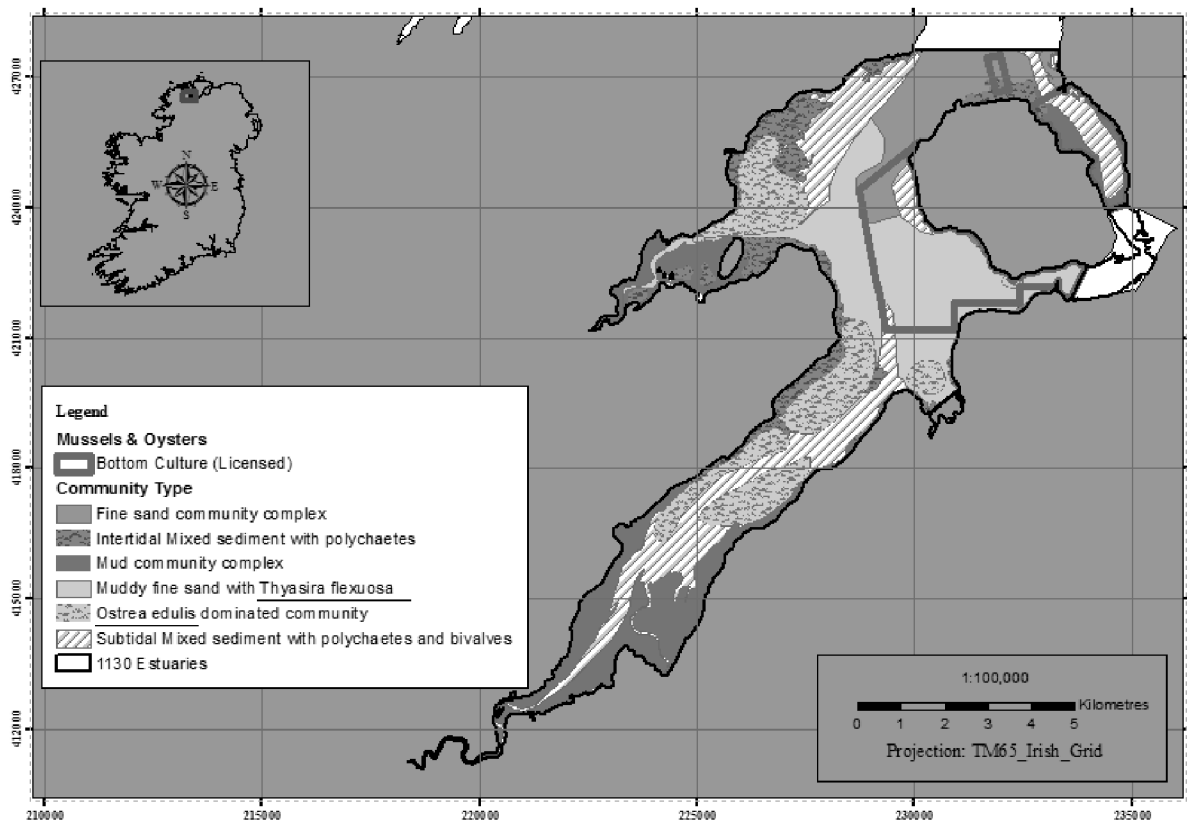 427000
424000
421000
418000
415000
412000
N
W
E
S
Legend
Mussels & Oysters
Bottom Culture (Licensed)
Community Type
Fine sand community complex
Intertidal Mixed sediment with polychaetes
Mud community complex
Muddy fine sand with Thyasira flexuosa
Ostrea edulis dominated community
Subtidal Mixed sediment with polychaetes and bivalves
1130 Estuaries
1:100,000
Kilometres
0 1 2 3 4 5
Projection: TM65_Irish_Grid
210000 215000 220000 225000 230000 235000